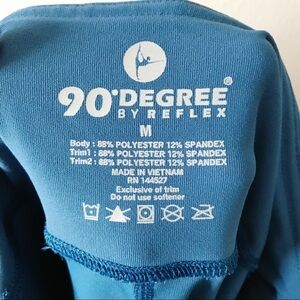 90°DEGREE®
BY REFLEX
M
Body : 88% POLYESTER 12% SPANDEX
Trim1 : 88% POLYESTER 12% SPANDEX
Trim2 : 88% POLYESTER 12% SPANDEX
MADE IN VIETNAM
RN 144527
Exclusive of trim
Do not use softener